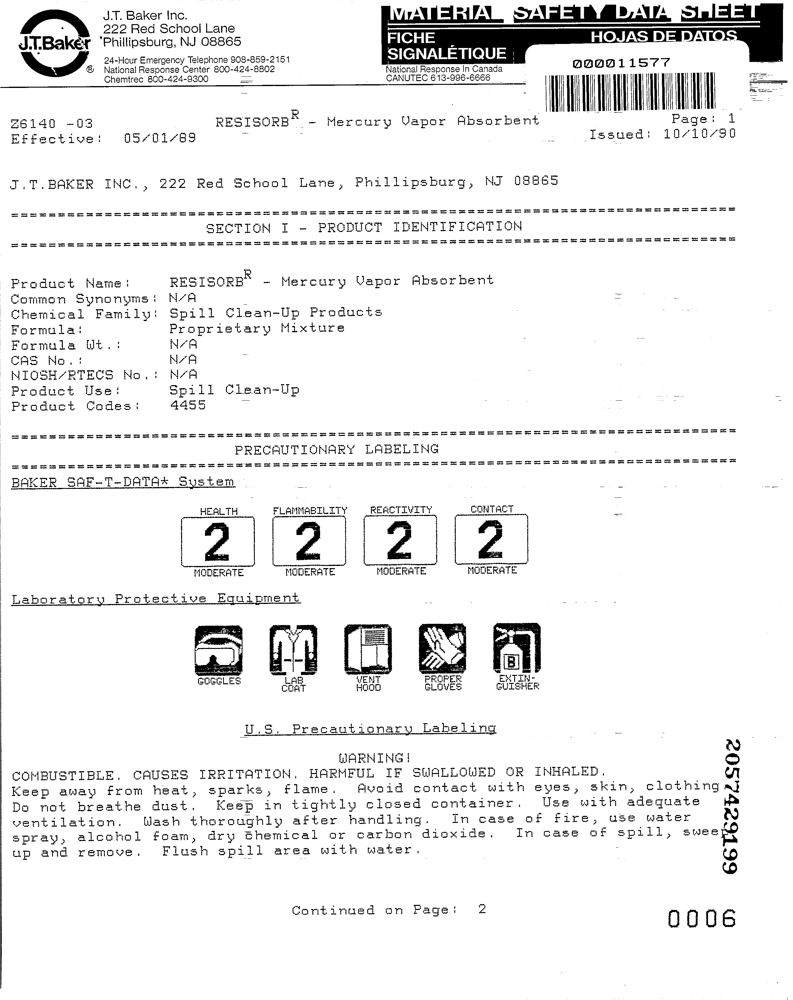 J.T.Baker ®
J.T. Baker Inc.
222 Red School Lane
Phillipsburg, NJ 08865
24-Hour Emergency Telephone 908-859-2151
National Response Center 800-424-8802
Chemtrec 800-424-9300
MATERIAL SAFETY DATA SHEET
FICHE SIGNALÉTIQUE
HOJAS DE DATOS
National Response In Canada
CANUTEC 613-996-6666
000011577
Z6140 -03 RESISORB^R - Mercury Vapor Absorbent Page: 1
Effective: 05/01/89 Issued: 10/10/90
J.T.BAKER INC., 222 Red School Lane, Phillipsburg, NJ 08865
SECTION I - PRODUCT IDENTIFICATION
Product Name: RESISORB^R - Mercury Vapor Absorbent
Common Synonyms: N/A
Chemical Family: Spill Clean-Up Products
Formula: Proprietary Mixture
Formula Wt.: N/A
CAS No.: N/A
NIOSH/RTECS No.: N/A
Product Use: Spill Clean-Up
Product Codes: 4455
PRECAUTIONARY LABELING
BAKER SAF-T-DATA* System
HEALTH FLAMMABILITY REACTIVITY CONTACT
2 2 2 2
MODERATE MODERATE MODERATE MODERATE
Laboratory Protective Equipment
B
GOGGLES LAB COAT VENT HOOD PROPER GLOVES EXTIN-GUISHER
U.S. Precautionary Labeling
WARNING!
COMBUSTIBLE. CAUSES IRRITATION. HARMFUL IF SWALLOWED OR INHALED.
Keep away from heat, sparks, flame. Avoid contact with eyes, skin, clothing
Do not breathe dust. Keep in tightly closed container. Use with adequate
ventilation. Wash thoroughly after handling. In case of fire, use water
spray, alcohol foam, dry chemical or carbon dioxide. In case of spill, sweep
up and remove. Flush spill area with water.
Continued on Page: 2
2057429199
0006